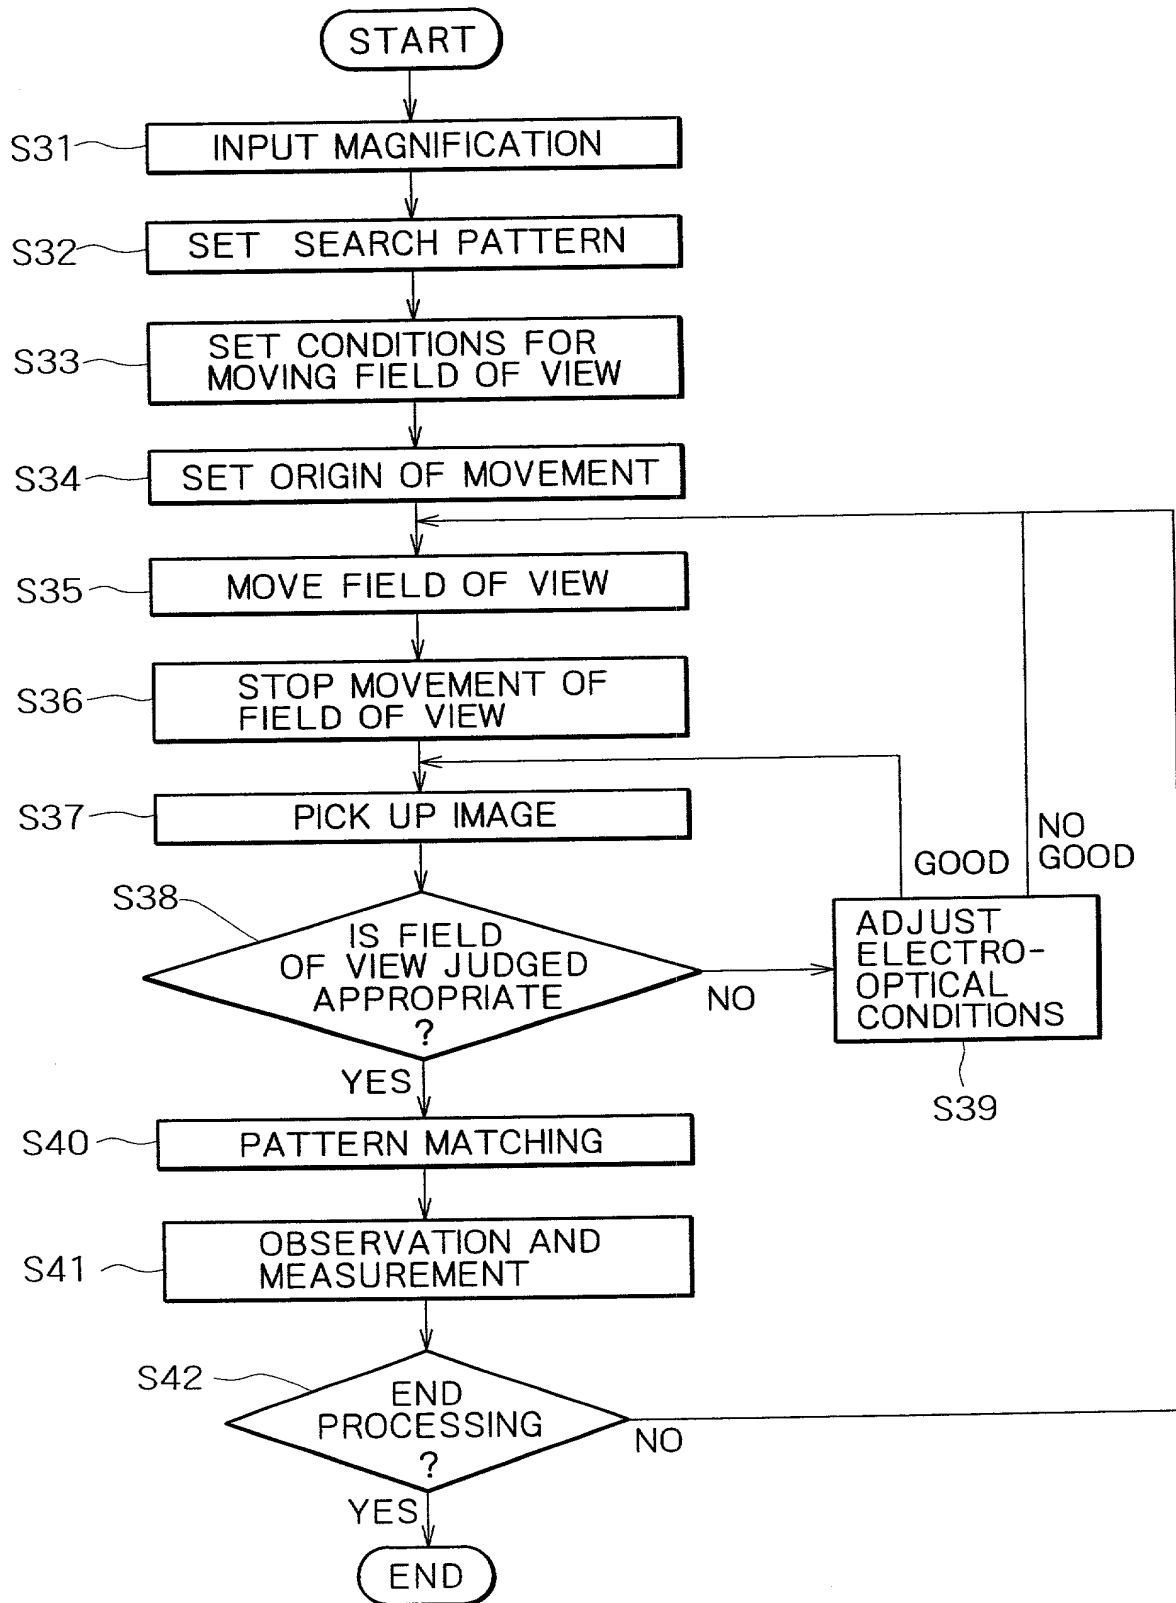 START
S31
INPUT MAGNIFICATION
S32
SET SEARCH PATTERN
S33
SET CONDITIONS FOR
MOVING FIELD OF VIEW
S34
SET ORIGIN OF MOVEMENT
S35
MOVE FIELD OF VIEW
S36
STOP MOVEMENT OF
FIELD OF VIEW
S37
PICK UP IMAGE
S38
IS FIELD
OF VIEW JUDGED
APPROPRIATE
?
NO
YES
GOOD
NO
GOOD
ADJUST
ELECTRO-
OPTICAL
CONDITIONS
S39
S40
PATTERN MATCHING
S41
OBSERVATION AND
MEASUREMENT
S42
END
PROCESSING
?
NO
YES
END